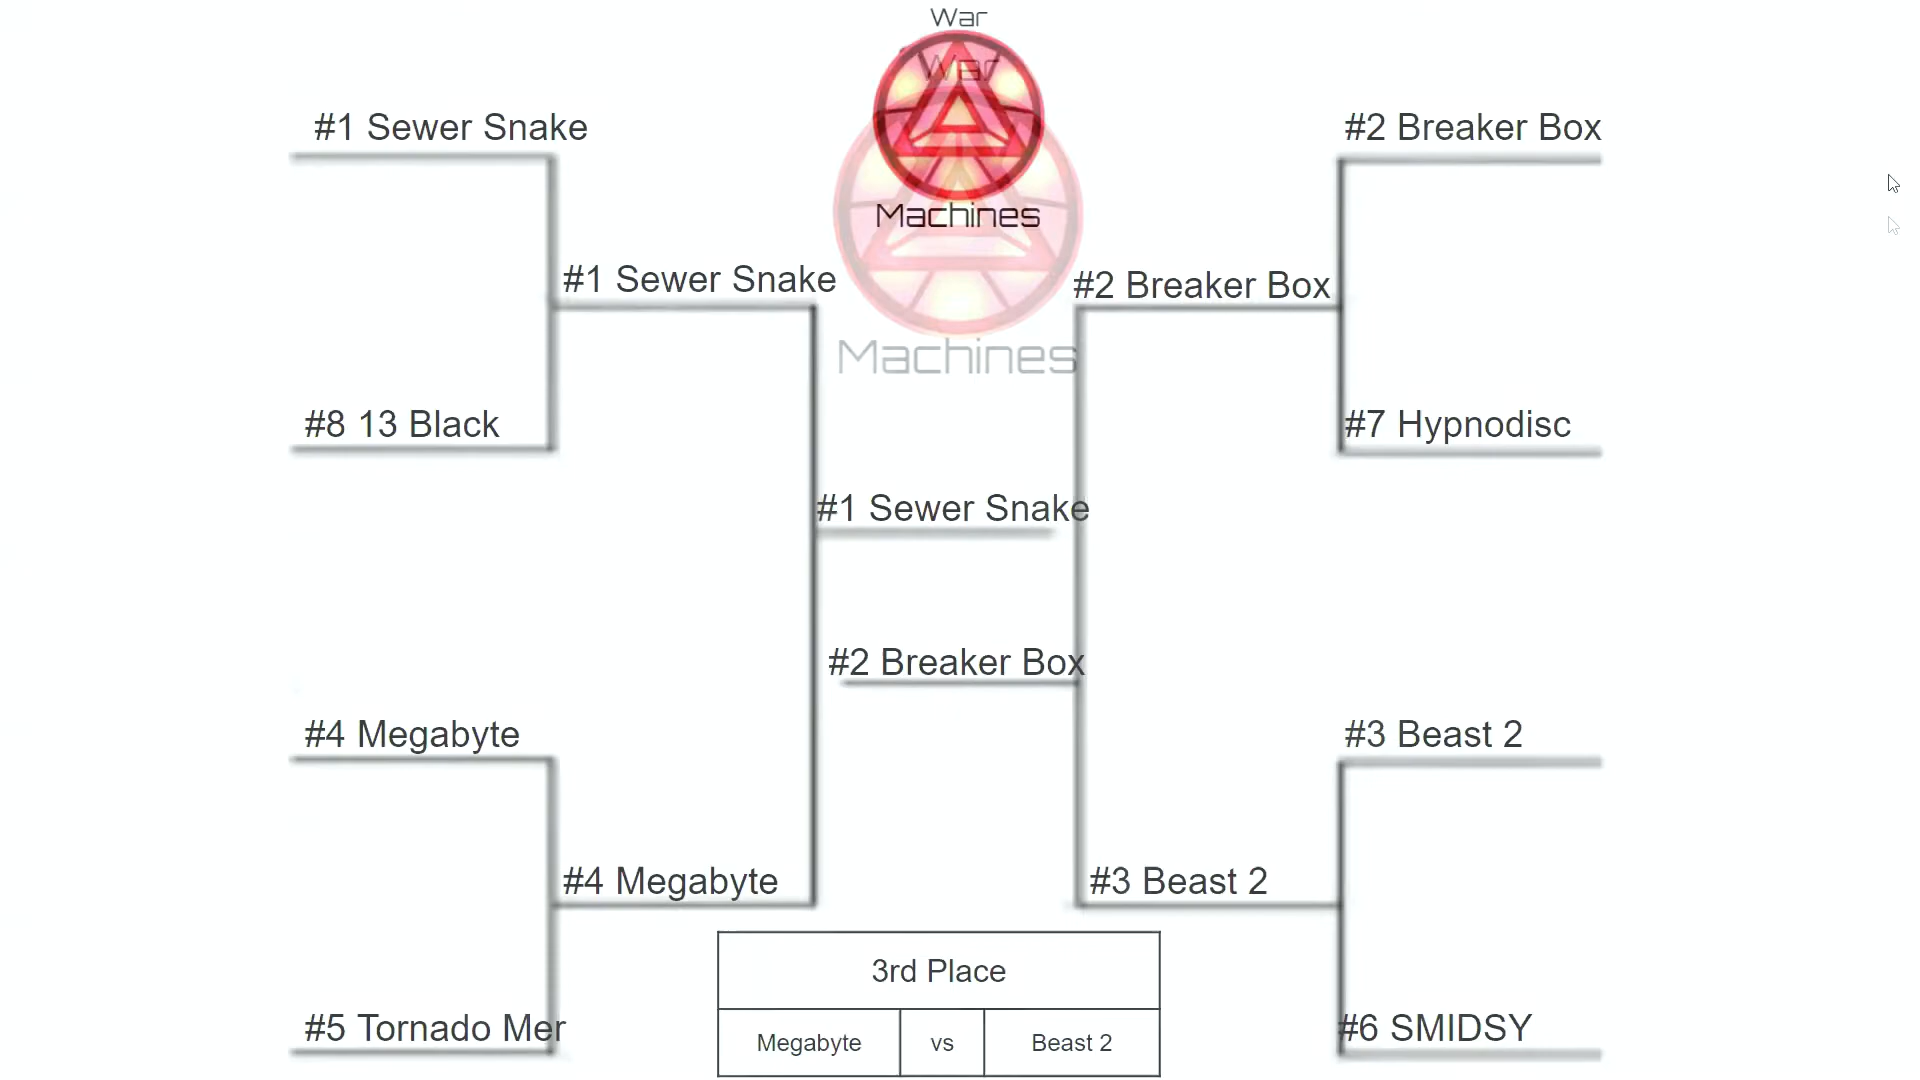 War
War
Machines
Machines
#1 Sewer Snake
#8 13 Black
#4 Megabyte
#5 Tornado Mer
#1 Sewer Snake
#4 Megabyte
#1 Sewer Snake
#2 Breaker Box
#2 Breaker Box
#3 Beast 2
#2 Breaker Box
#7 Hypnodisc
#3 Beast 2
#6 SMIDSY
3rd Place
Megabyte vs Beast 2